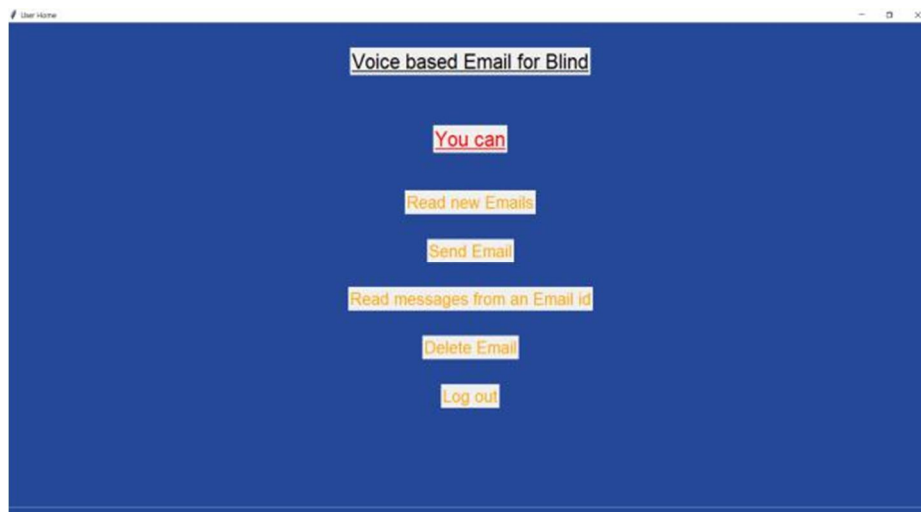 User Home
Voice based Email for Blind
You can
Read new Emails
Send Email
Read messages from an Email id
Delete Email
Log out